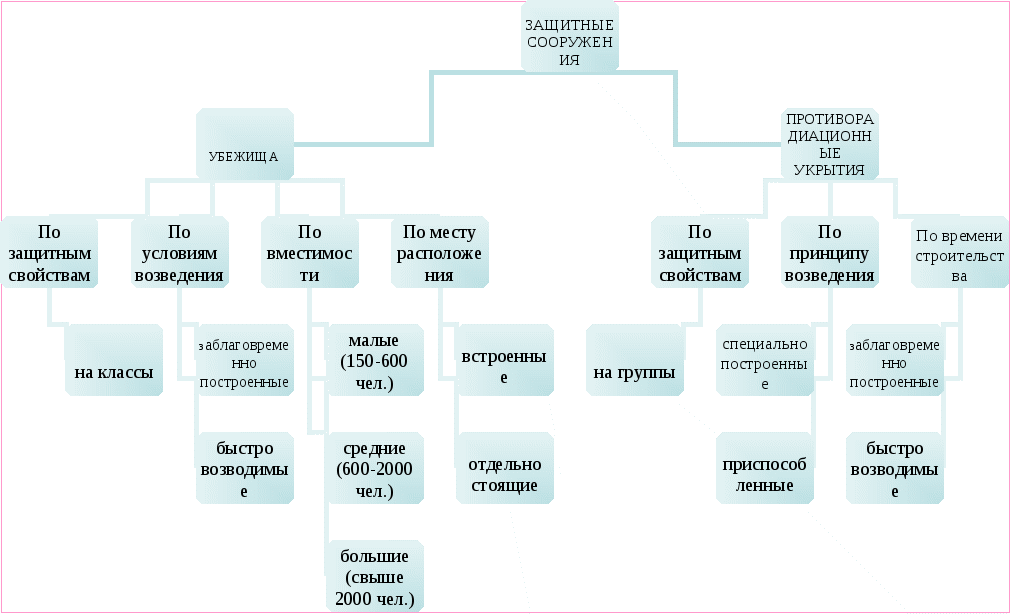 ЗАЩИТНЫЕ
СООРУЖЕН
ИЯ
УБЕЖИЩА
ПРОТИВОРА
ДИАЦИОНН
ЫЕ
УКРЫТИЯ
По
защитным
свойствам
По
условиям
возведения
По
вместимос
ти
По месту
расположе
ния
По
защитным
свойствам
По
принципу
возведения
По времени
строительст
ва
на классы
заблаговреме
нно
построенные
малые
(150-600
чел.)
встроенны
е
на группы
специально
построенны
е
заблаговреме
нно
построенные
быстро
возводимы
е
средние
(600-2000
чел.)
отдельно
стоящие
приспособ
ленные
быстро
возводимы
е
большие
(свыше
2000 чел.)